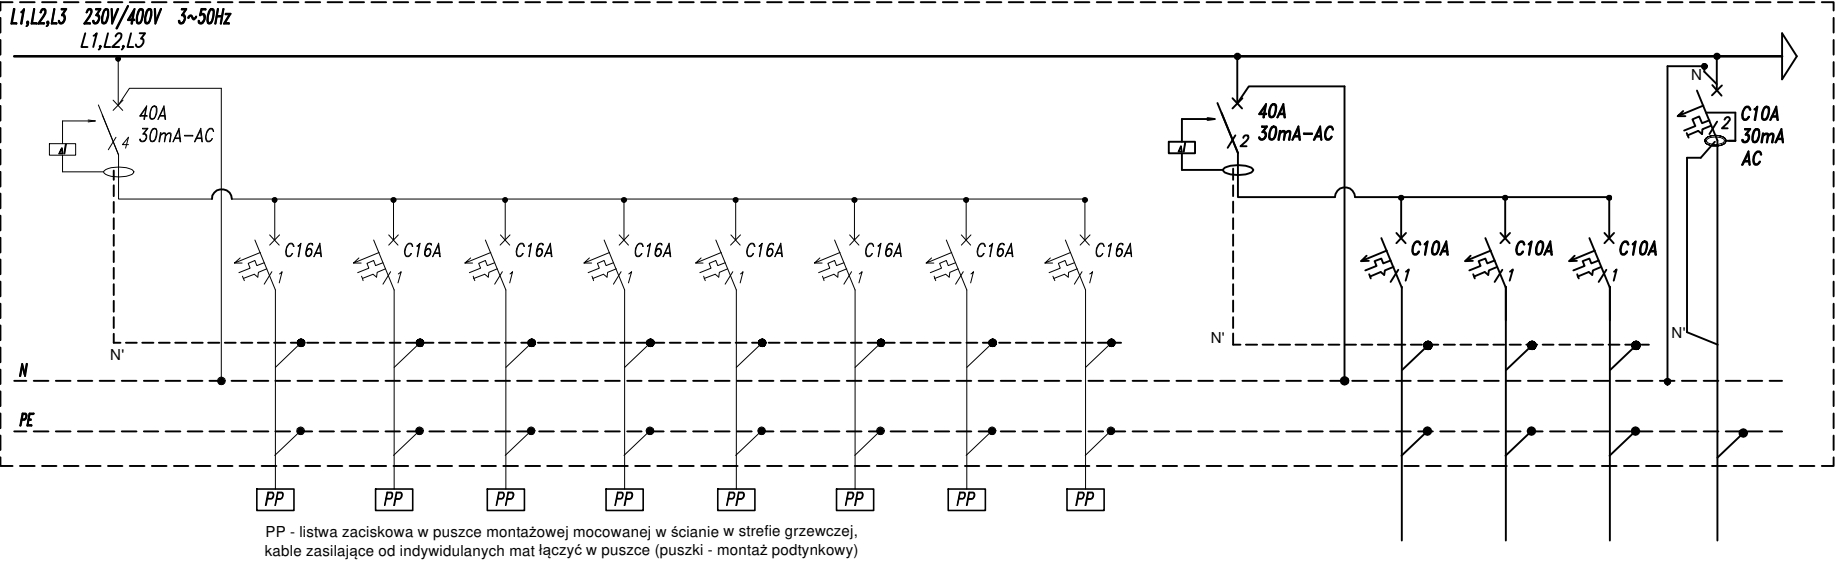 L1,L2,L3 230V/400V 3~50Hz
L1,L2,L3
40A
30mA-AC
4
40A
30mA-AC
2
N
C10A
30mA
AC
2
C16A
1
C16A
1
C16A
1
C16A
1
C16A
1
C16A
1
C16A
1
C16A
1
C10A
1
C10A
1
C10A
1
N'
N'
N'
N
PE
PP
PP
PP
PP
PP
PP
PP
PP
PP - listwa zaciskowa w puszce montażowej mocowanej w ścianie w strefie grzewczej,
kable zasilające od indywidulanych mat łączyć w puszce (puszki - montaż podtynkowy)